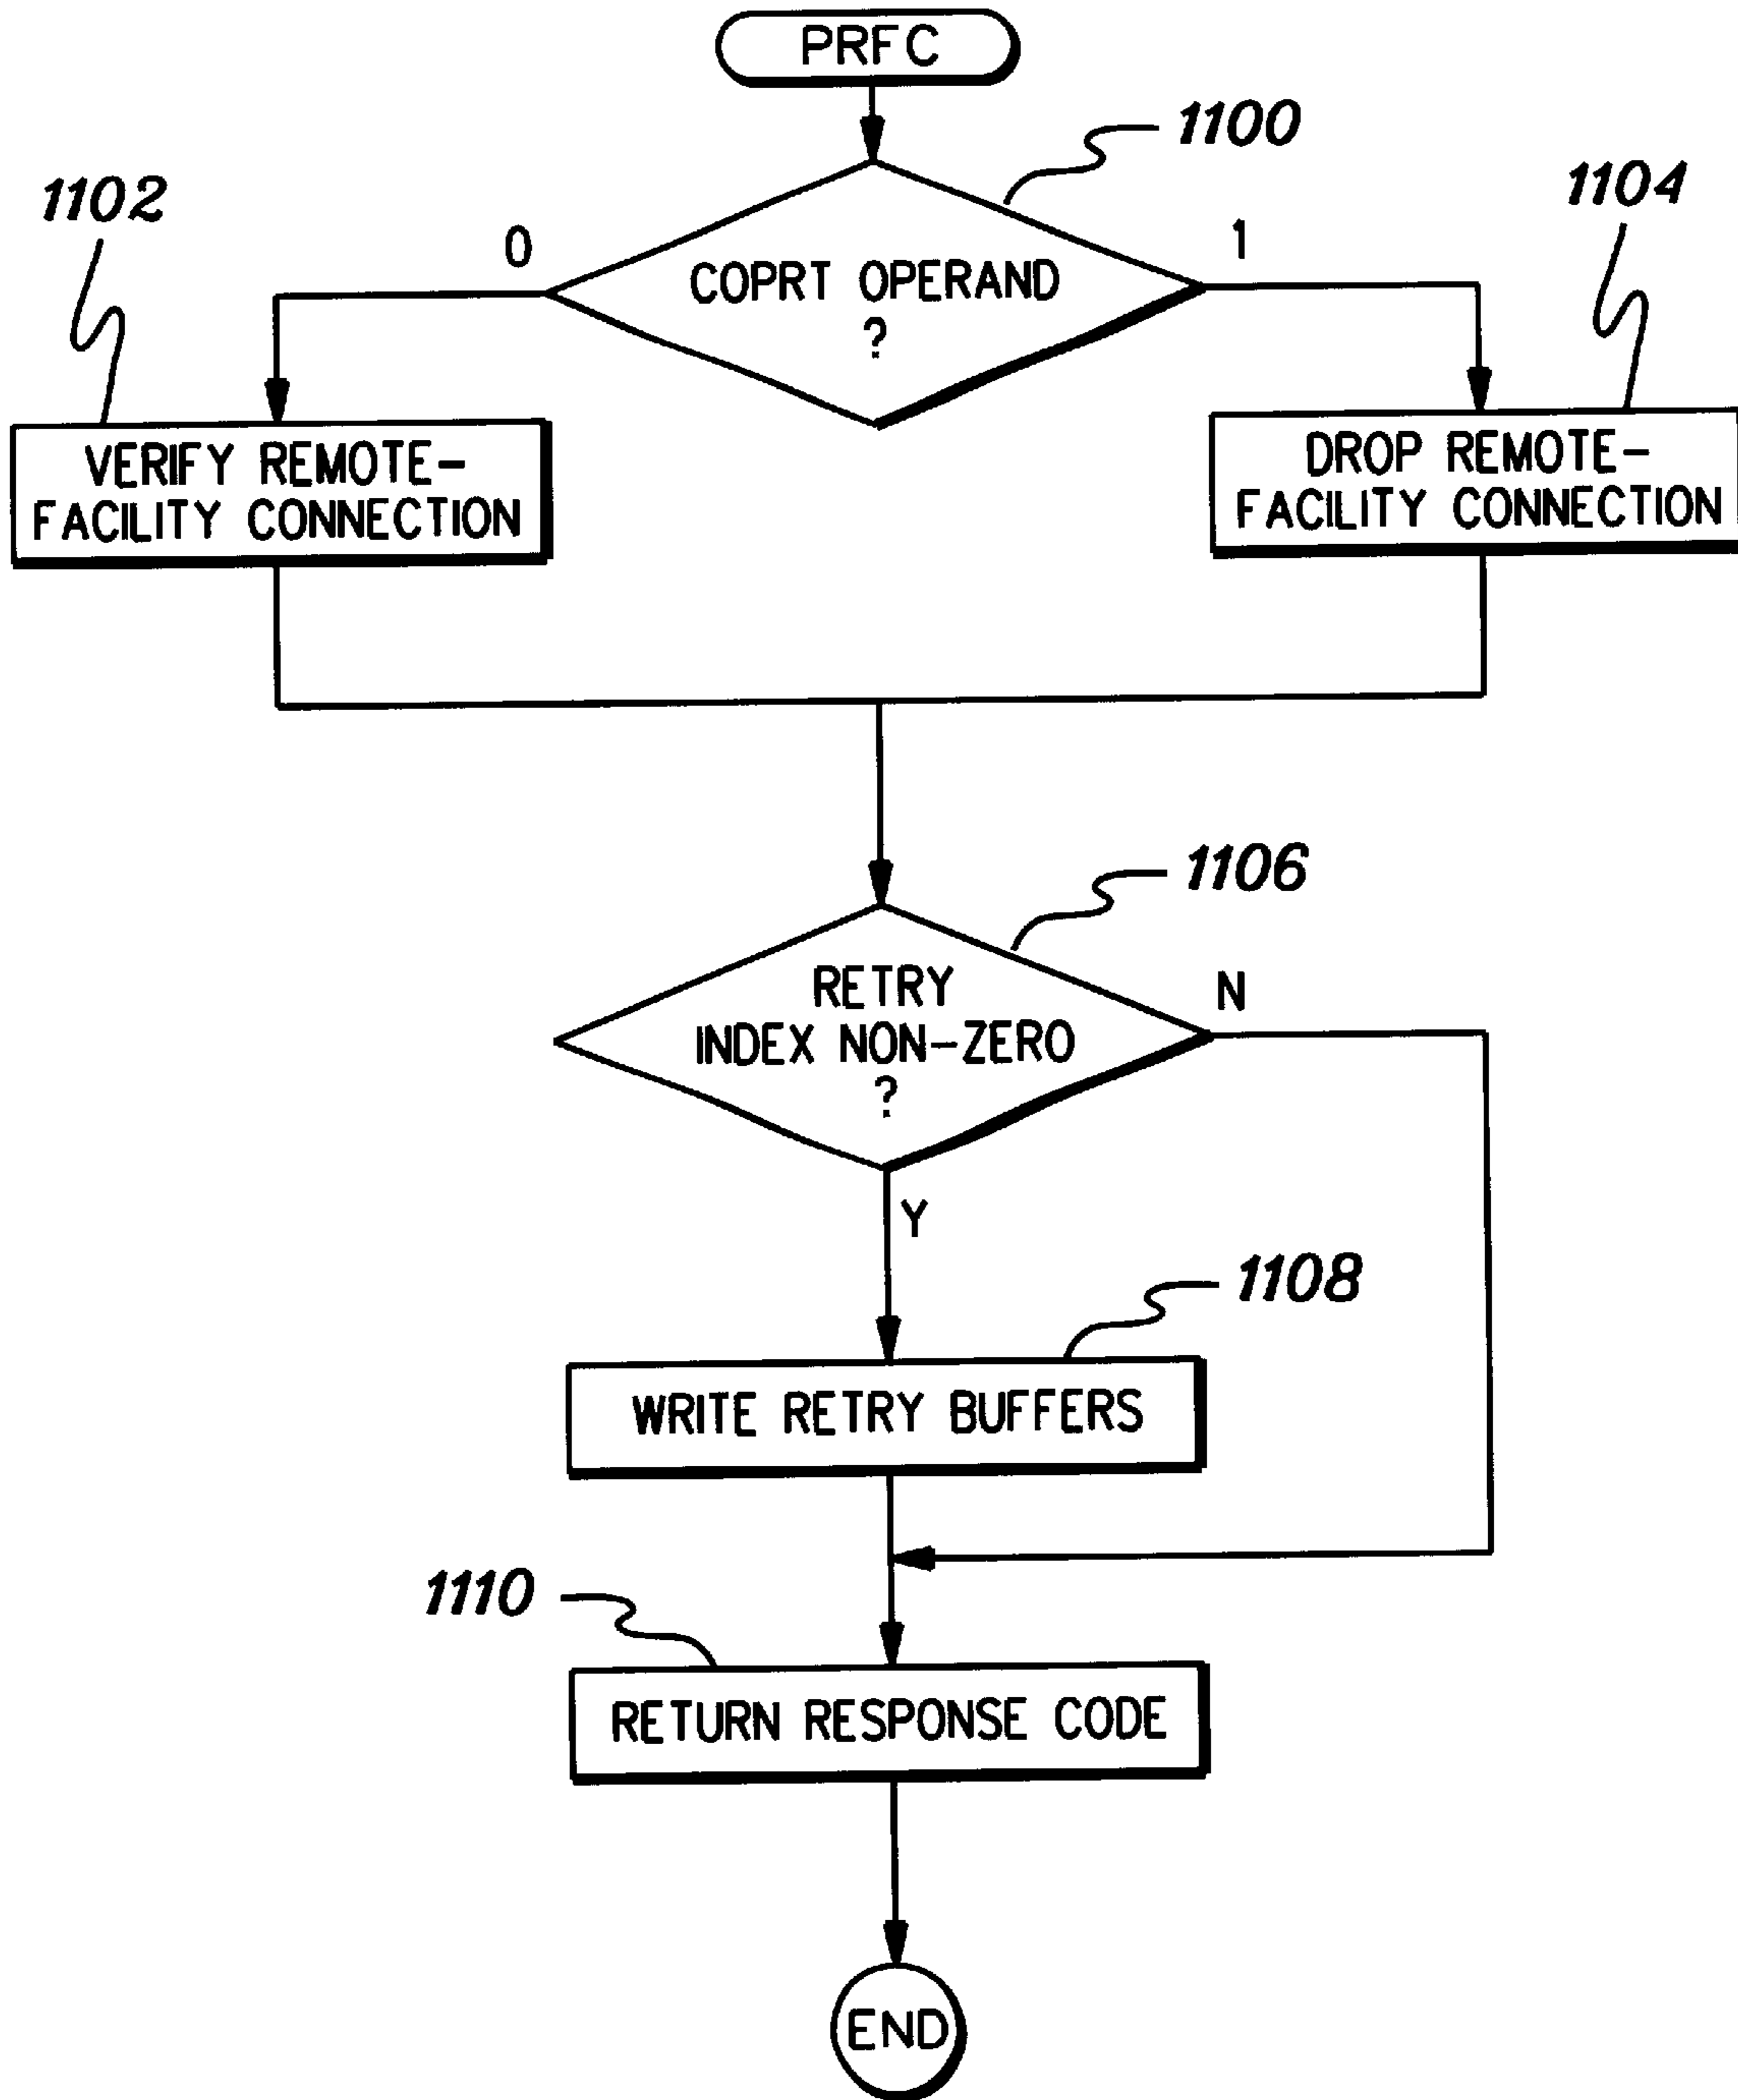 PRFC
1100
1102
1104
0
1
COPRT OPERAND
?
VERIFY REMOTE-
FACILITY CONNECTION
DROP REMOTE-
FACILITY CONNECTION
1106
RETRY
INDEX NON-ZERO
?
N
Y
1108
WRITE RETRY BUFFERS
1110
RETURN RESPONSE CODE
END